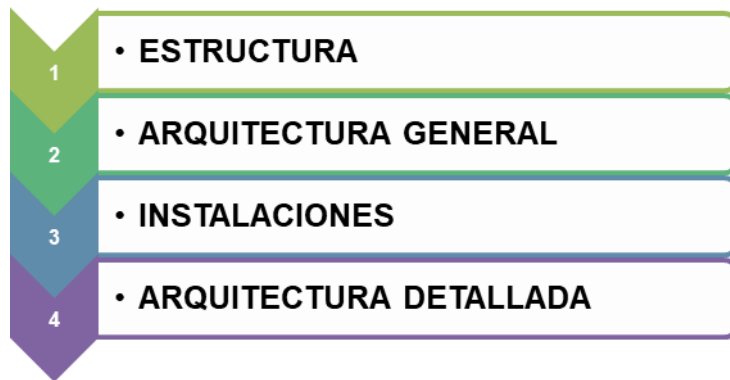 1
• ESTRUCTURA
2
• ARQUITECTURA GENERAL
3
• INSTALACIONES
4
• ARQUITECTURA DETALLADA